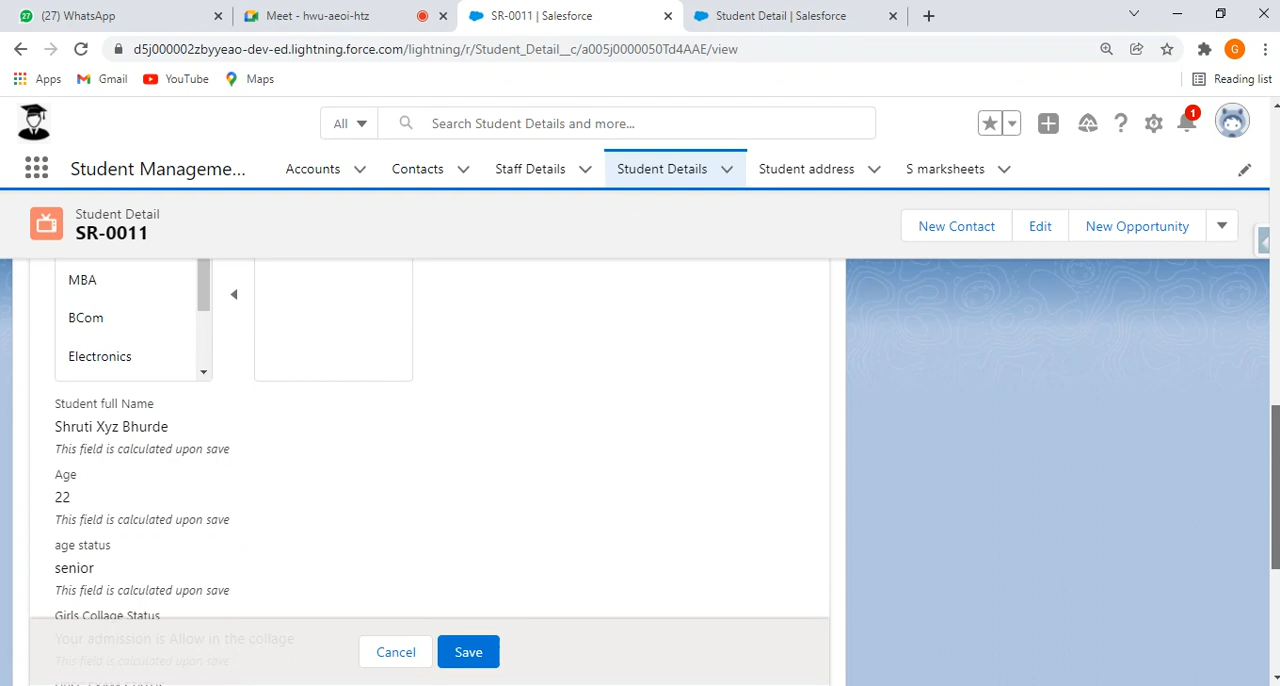 27
(27) WhatsApp
Meet - hwu-aeoi-htz
SR-0011 | Salesforce
Student Detail | Salesforce
d5j000002zbyyeao-dev-ed.lightning.force.com/lightning/r/Student_Detail__c/a005j0000050Td4AAE/view
G
Apps
Gmail
YouTube
Maps
Reading list
All
Search Student Details and more...
1
Student Manageme...
Accounts
Contacts
Staff Details
Student Details
Student address
S marksheets
Student Detail
SR-0011
New Contact
Edit
New Opportunity
MBA
BCom
Electronics
Student full Name
Shruti Xyz Bhurde
This field is calculated upon save
Age
22
This field is calculated upon save
age status
senior
This field is calculated upon save
Girls Collage Status
Your admission is Allow in the collage
This field is calculated upon save
Cancel
Save